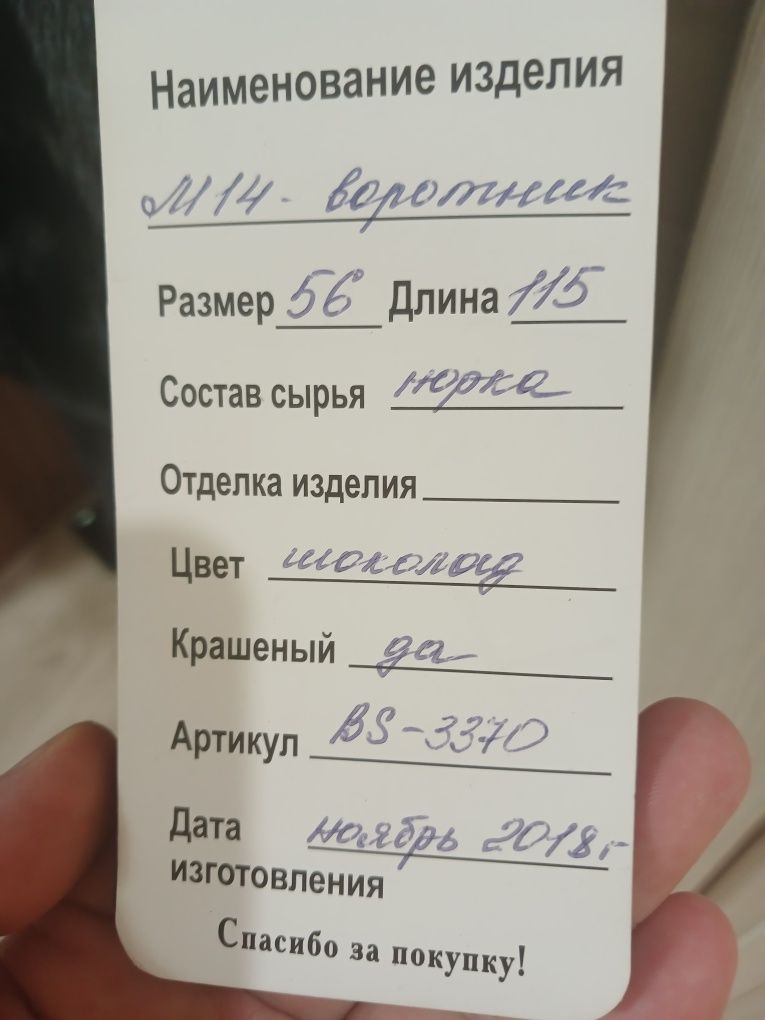 Наименование изделия
М14 - воротник
Размер 56 Длина 115
Состав сырья норка
Отделка изделия
Цвет шоколад
Крашеный да
Артикул BS-3370
Дата ноябрь 2018г
изготовления
Спасибо за покупку!